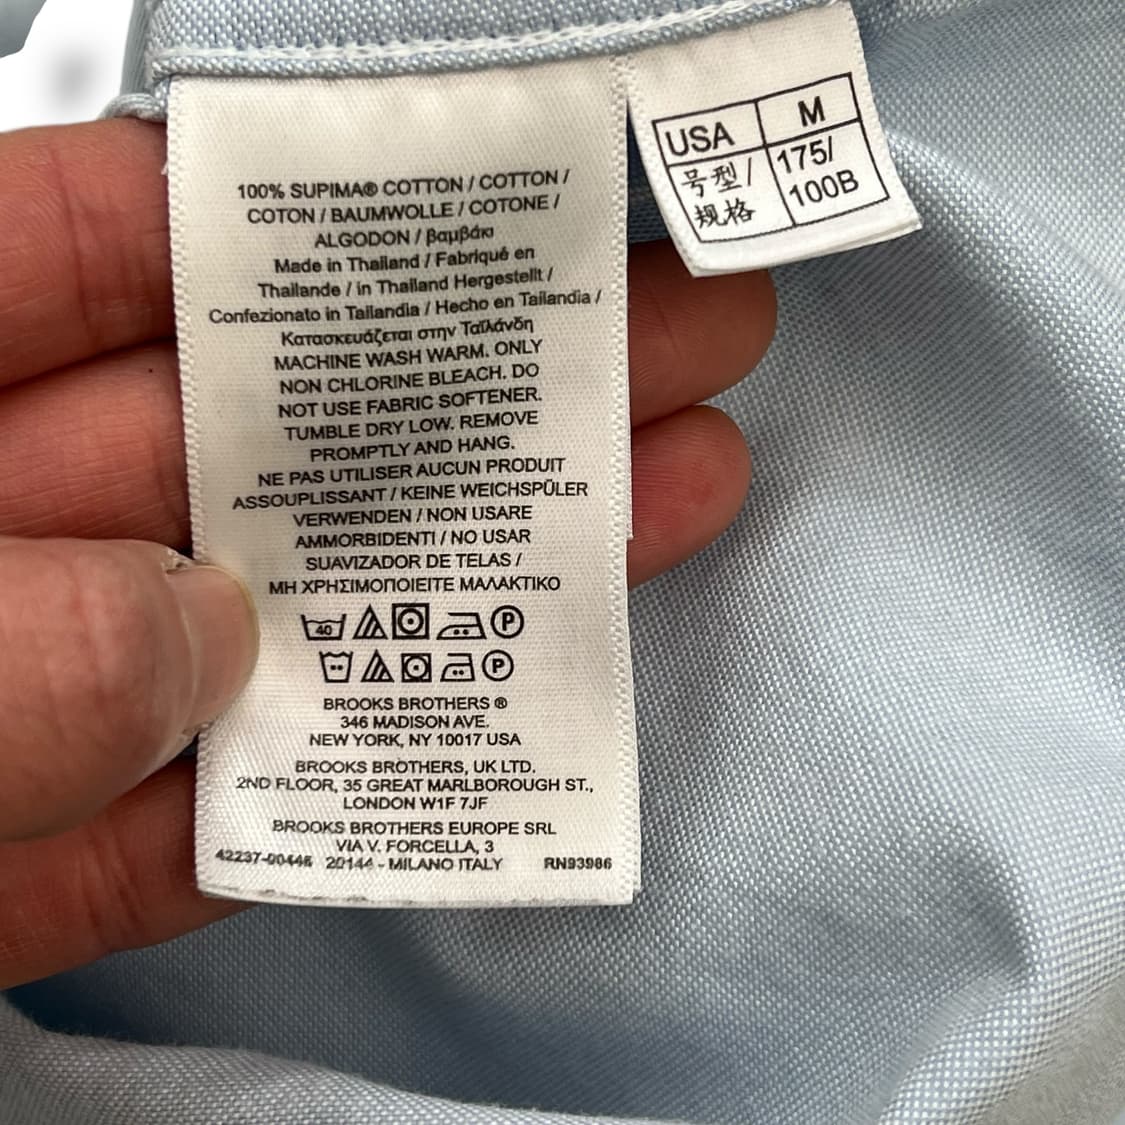 100% SUPIMA® COTTON / COTTON /
COTON / BAUMWOLLE / COTONE /
ALGODON / βαμβάκι
Made in Thailand / Fabriqué en
Thaïlande / in Thailand Hergestellt /
Confezionato in Tailandia / Hecho en Tailandia /
Κατασκευάζεται στην Ταϊλάνδη
MACHINE WASH WARM. ONLY
NON CHLORINE BLEACH. DO
NOT USE FABRIC SOFTENER.
TUMBLE DRY LOW. REMOVE
PROMPTLY AND HANG.
NE PAS UTILISER AUCUN PRODUIT
ASSOUPLISSANT / KEINE WEICHSPÜLER
VERWENDEN / NON USARE
AMMORBIDENTI / NO USAR
SUAVIZADOR DE TELAS /
ΜΗ ΧΡΗΣΙΜΟΠΟΙΕΙΤΕ ΜΑΛΑΚΤΙΚΟ
40 P
P
BROOKS BROTHERS ®
346 MADISON AVE.
NEW YORK, NY 10017 USA
BROOKS BROTHERS, UK LTD.
2ND FLOOR, 35 GREAT MARLBOROUGH ST.,
LONDON W1F 7JF
BROOKS BROTHERS EUROPE SRL
VIA V. FORCELLA, 3
42237-00446 20144 - MILANO ITALY RN93986
USA M
号型/ 175/
规格 100B